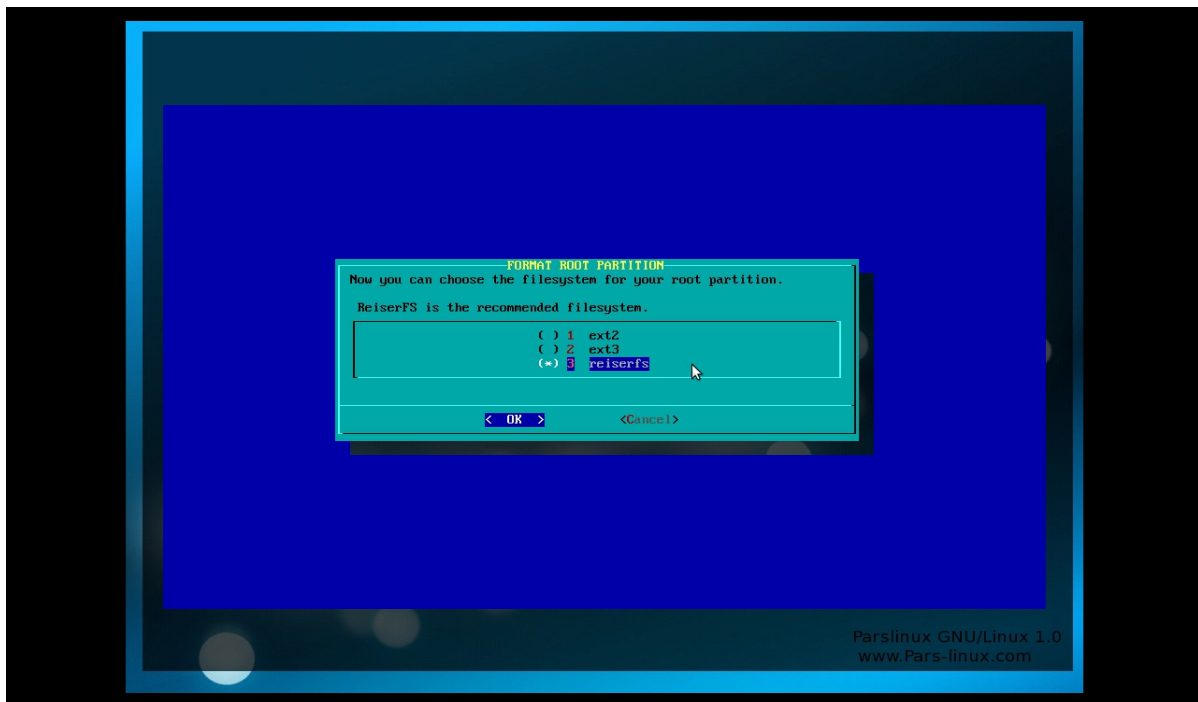 FORMAT ROOT PARTITION
Now you can choose the filesystem for your root partition.
ReiserFS is the recommended filesystem.
( ) 1 ext2
( ) 2 ext3
(*) 3 reiserfs
< OK > <Cancel>
Parslinux GNU/Linux 1.0
www.Pars-linux.com